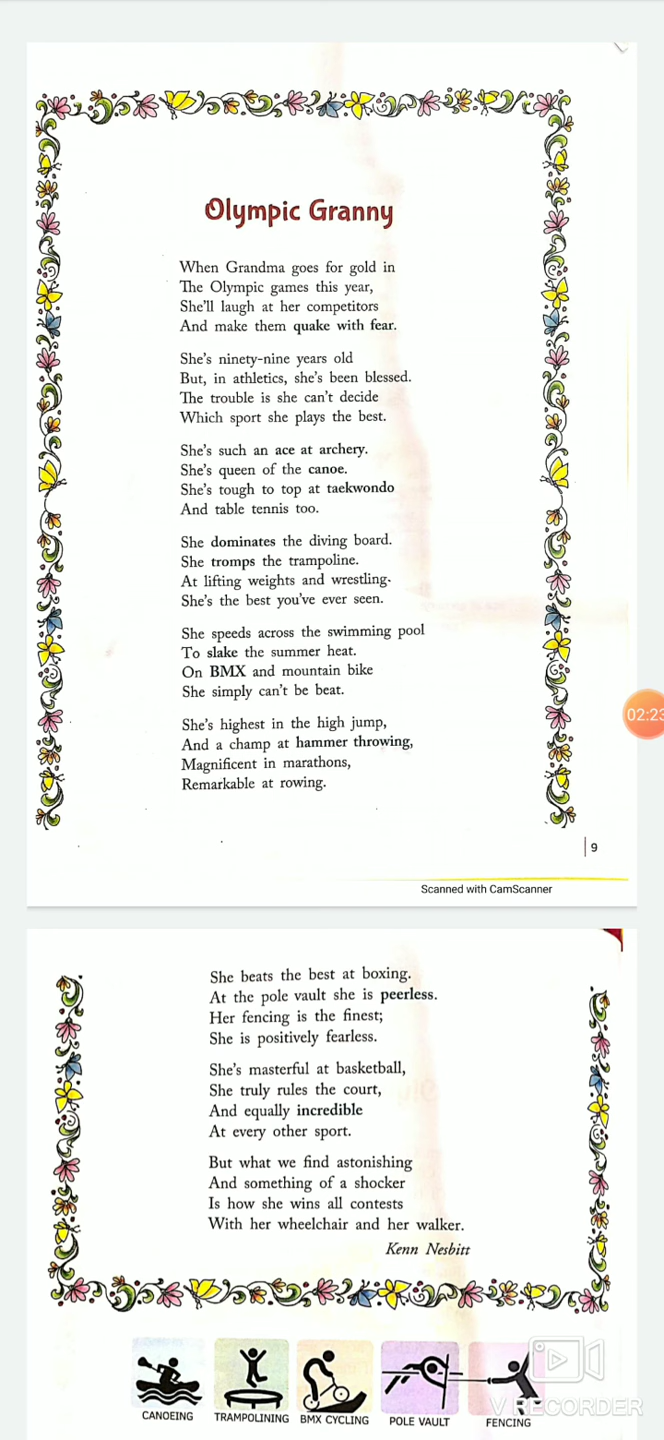 Olympic Granny
When Grandma goes for gold in
The Olympic games this year,
She'll laugh at her competitors
And make them quake with fear.
She's ninety-nine years old
But, in athletics, she's been blessed.
The trouble is she can't decide
Which sport she plays the best.
She's such an ace at archery.
She's queen of the canoe.
She's tough to top at taekwondo
And table tennis too.
She dominates the diving board.
She tromps the trampoline.
At lifting weights and wrestling.
She's the best you've ever seen.
She speeds across the swimming pool
To slake the summer heat.
On BMX and mountain bike
She simply can't be beat.
She's highest in the high jump,
And a champ at hammer throwing,
Magnificent in marathons,
Remarkable at rowing.
02:23
9
Scanned with CamScanner
She beats the best at boxing.
At the pole vault she is peerless.
Her fencing is the finest;
She is positively fearless.
She's masterful at basketball,
She truly rules the court,
And equally incredible
At every other sport.
But what we find astonishing
And something of a shocker
Is how she wins all contests
With her wheelchair and her walker.
Kenn Nesbitt
CANOEING TRAMPOLINING BMX CYCLING POLE VAULT FENCING
V RECORDER